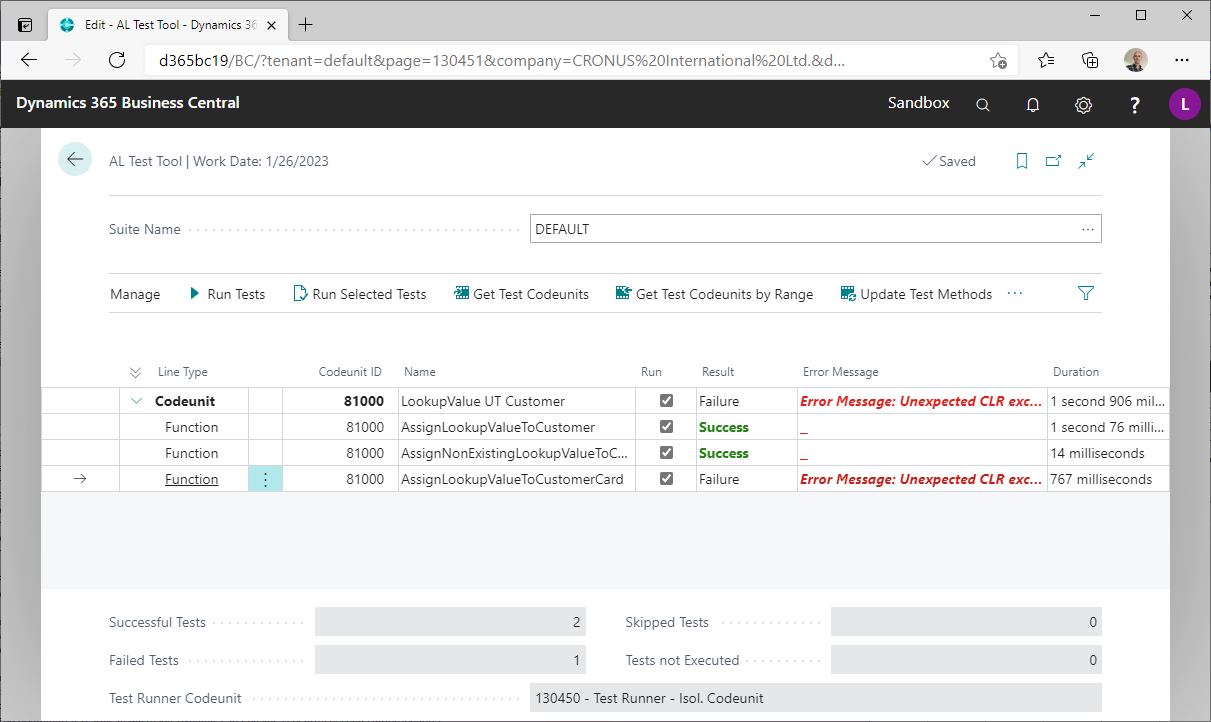 Edit - AL Test Tool - Dynamics 36
d365bc19/BC/?tenant=default&page=130451&company=CRONUS%20International%20Ltd.&d...
Dynamics 365 Business Central
Sandbox
?
L
AL Test Tool | Work Date: 1/26/2023
Saved
Suite Name
DEFAULT
...
Manage
Run Tests
Run Selected Tests
Get Test Codeunits
Get Test Codeunits by Range
Update Test Methods
...
Line Type Codeunit ID Name Run Result Error Message Duration
Codeunit 81000 LookupValue UT Customer Failure Error Message: Unexpected CLR exc... 1 second 906 mil...
Function 81000 AssignLookupValueToCustomer Success _ 1 second 76 milli...
Function 81000 AssignNonExistingLookupValueToC... Success _ 14 milliseconds
Function 81000 AssignLookupValueToCustomerCard Failure Error Message: Unexpected CLR exc... 767 milliseconds
Successful Tests 2 Skipped Tests 0
Failed Tests 1 Tests not Executed 0
Test Runner Codeunit 130450 - Test Runner - Isol. Codeunit